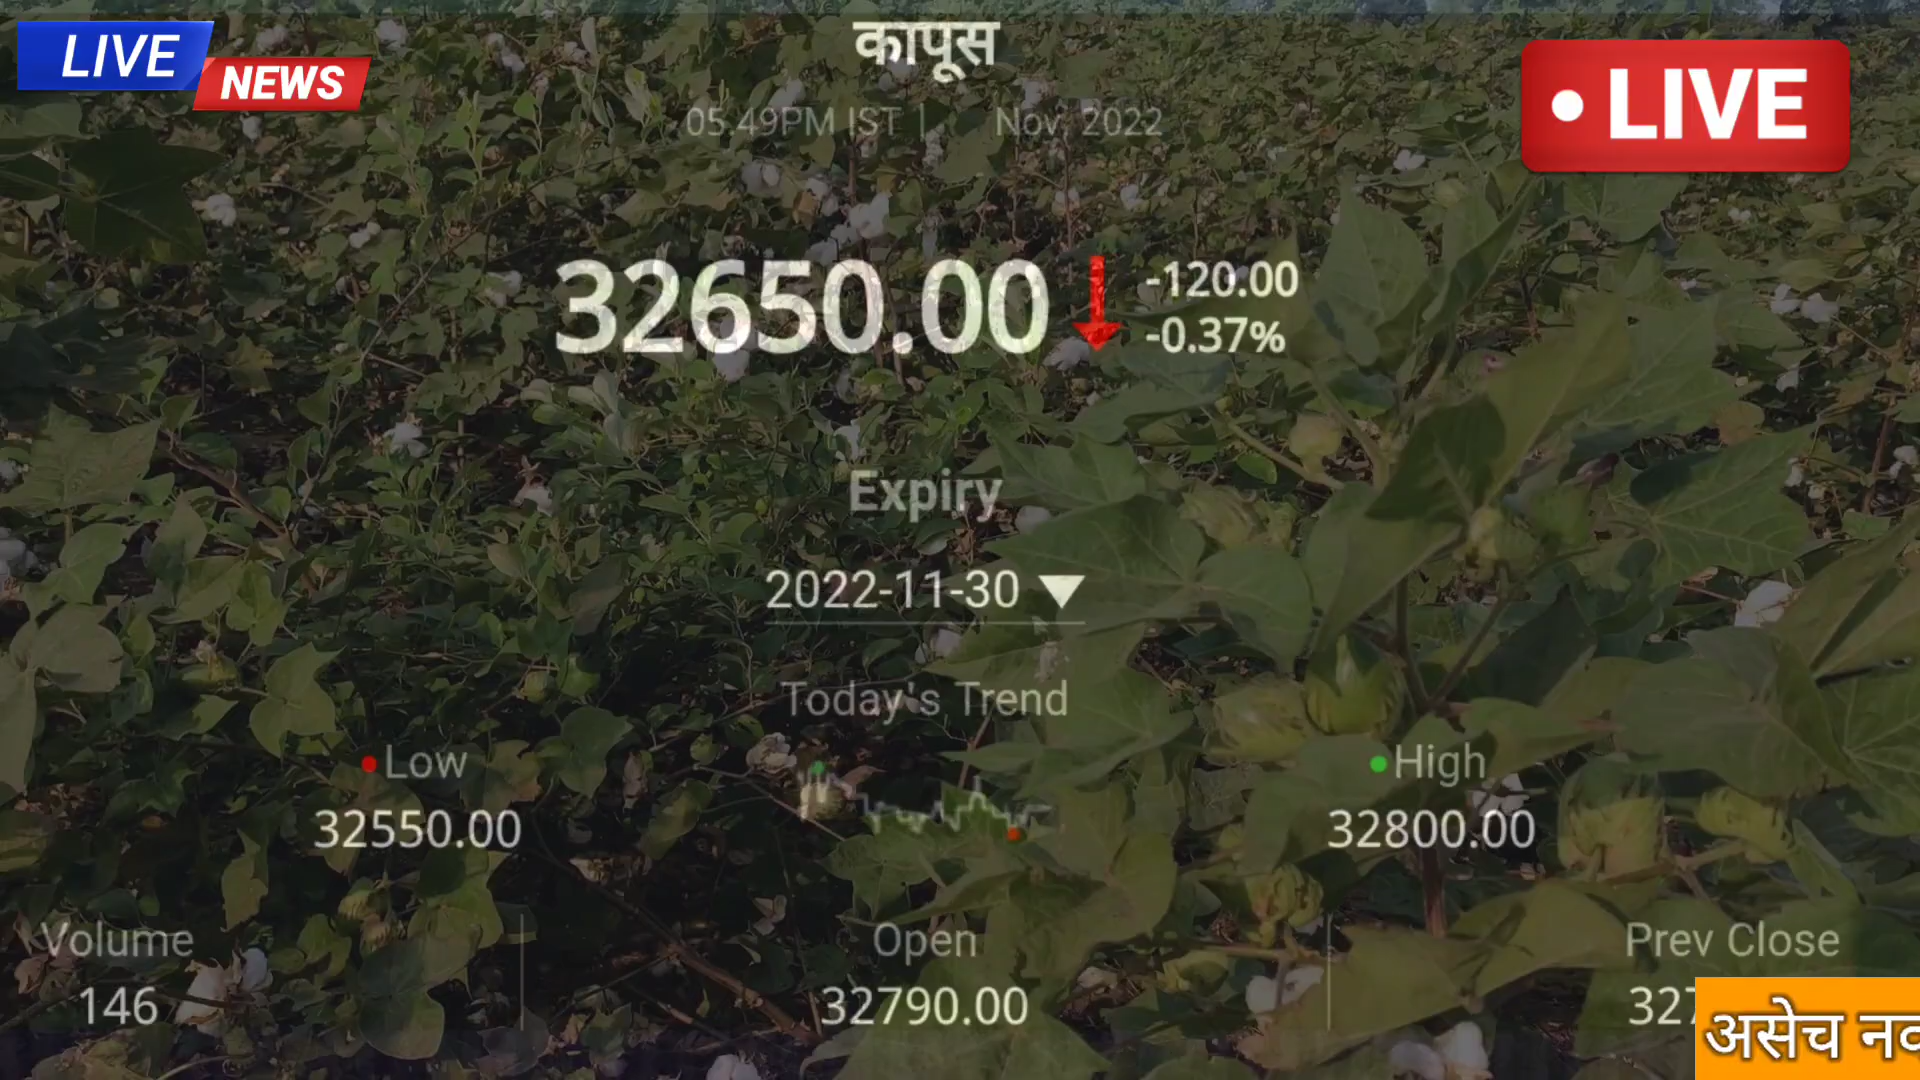 LIVE
NEWS
LIVE
कापूस
05.49PM IST | Nov, 2022
32650.00
-120.00
-0.37%
Expiry
2022-11-30
Today's Trend
Low
High
32550.00
32800.00
Volume
Open
Prev Close
146
32790.00
327
असेच